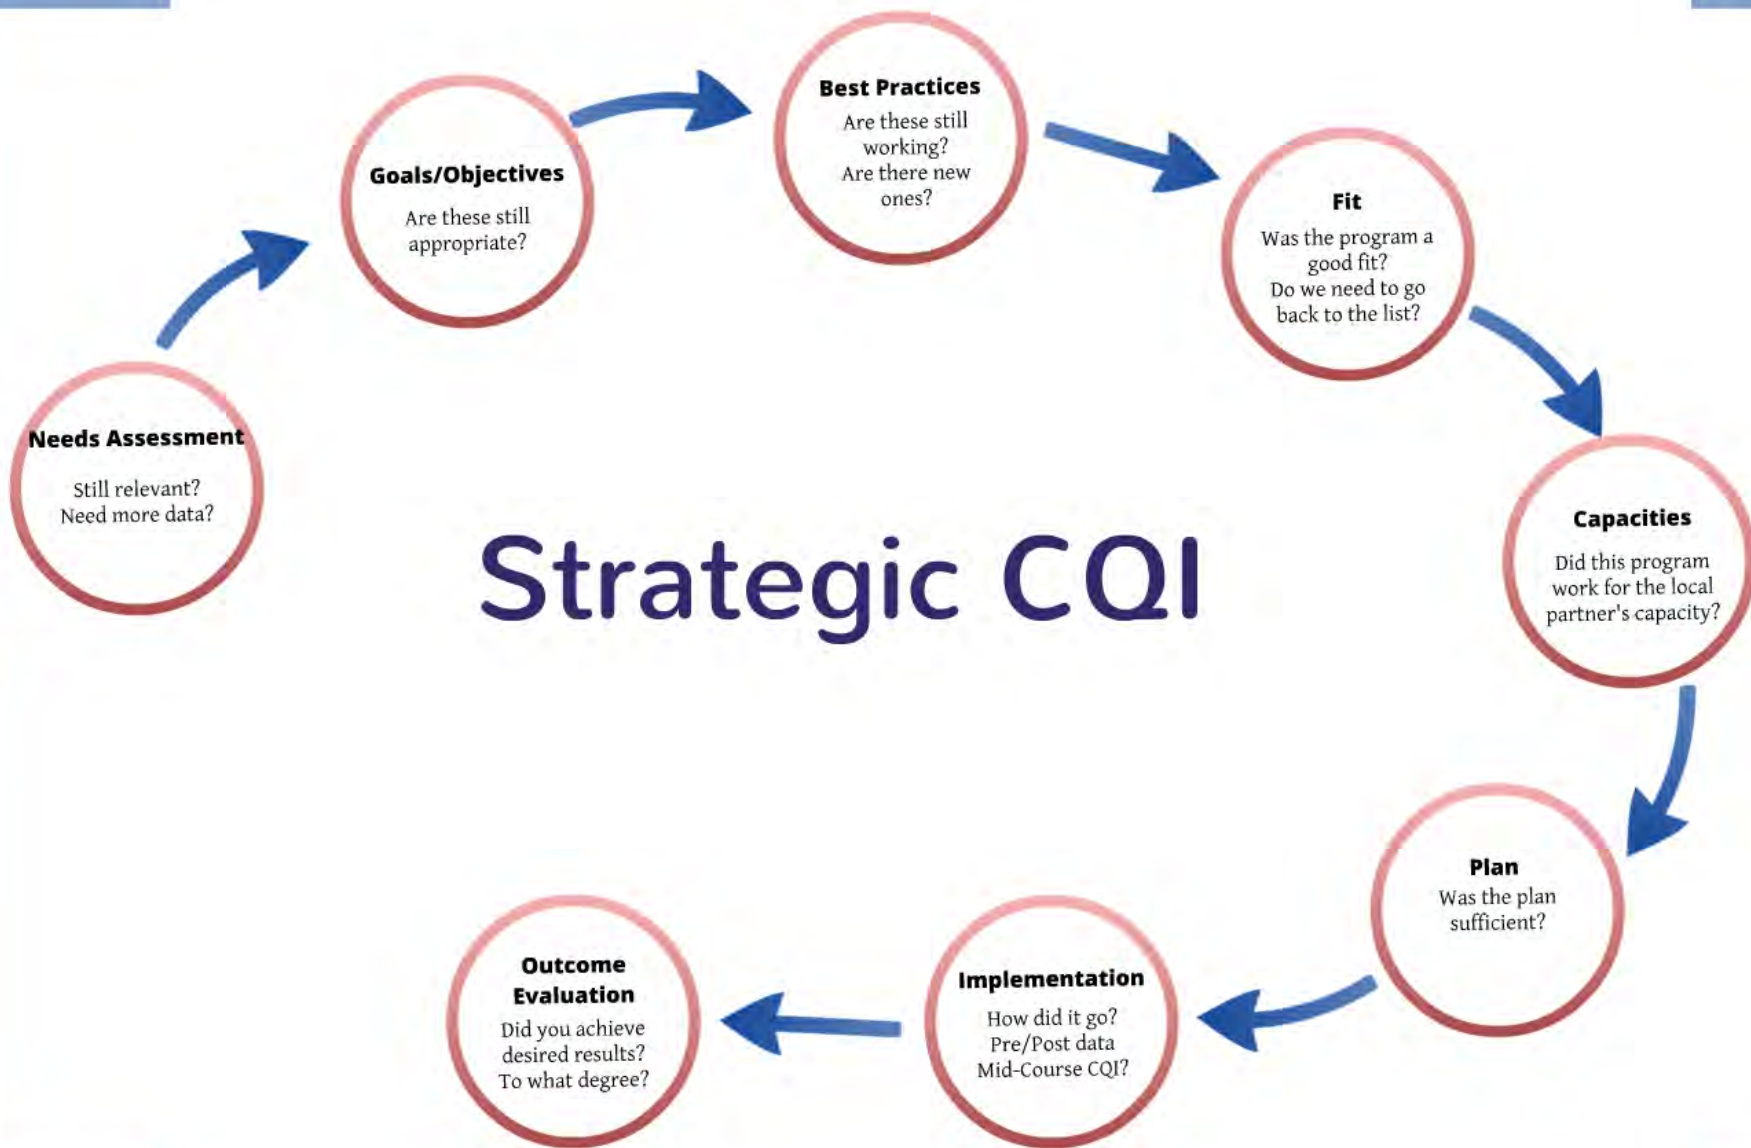 Needs Assessment
Still relevant?
Need more data?
Goals/Objectives
Are these still
appropriate?
Best Practices
Are these still
working?
Are there new
ones?
Fit
Was the program a
good fit?
Do we need to go
back to the list?
Capacities
Did this program
work for the local
partner's capacity?
Plan
Was the plan
sufficient?
Implementation
How did it go?
Pre/Post data
Mid-Course CQI?
Outcome
Evaluation
Did you achieve
desired results?
To what degree?
Strategic CQI